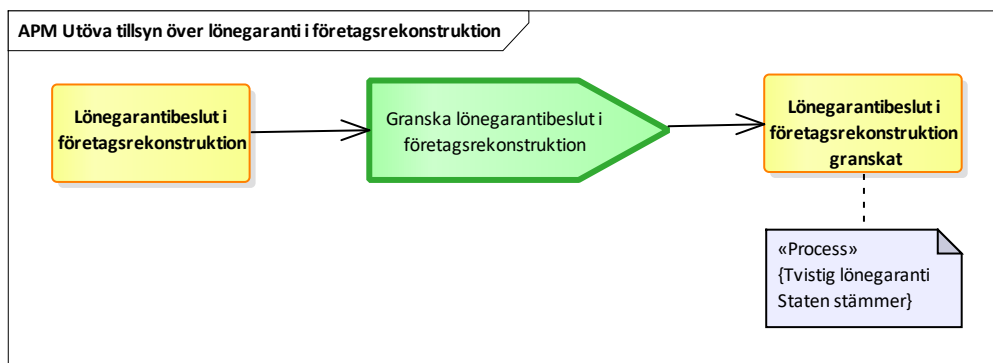 APM Utöva tillsyn över lönegaranti i företagsrekonstruktion
Lönegarantibeslut i
företagsrekonstruktion
Granska lönegarantibeslut i
företagsrekonstruktion
Lönegarantibeslut i
företagsrekonstruktion
granskat
«Process»
{Tvistig lönegaranti
Staten stämmer}